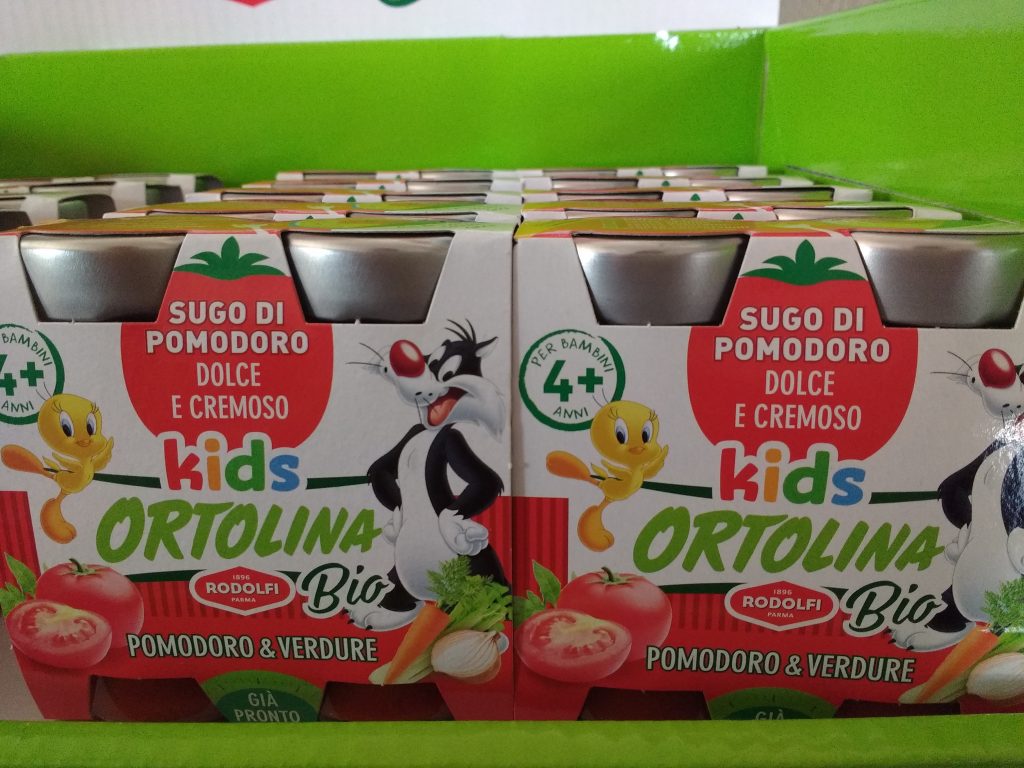 SUGO DI
POMODORO
DOLCE
E CREMOSO
BAMBINI
4+
ANNI
kids
ORTOLINA
1896
RODOLFI
PARMA
Bio
POMODORO & VERDURE
GIÀ
PRONTO
SUGO DI
POMODORO
DOLCE
E CREMOSO
PER BAMBINI
4+
ANNI
kids
ORTOLINA
1896
RODOLFI
PARMA
Bio
POMODORO & VERDURE
GIÀ